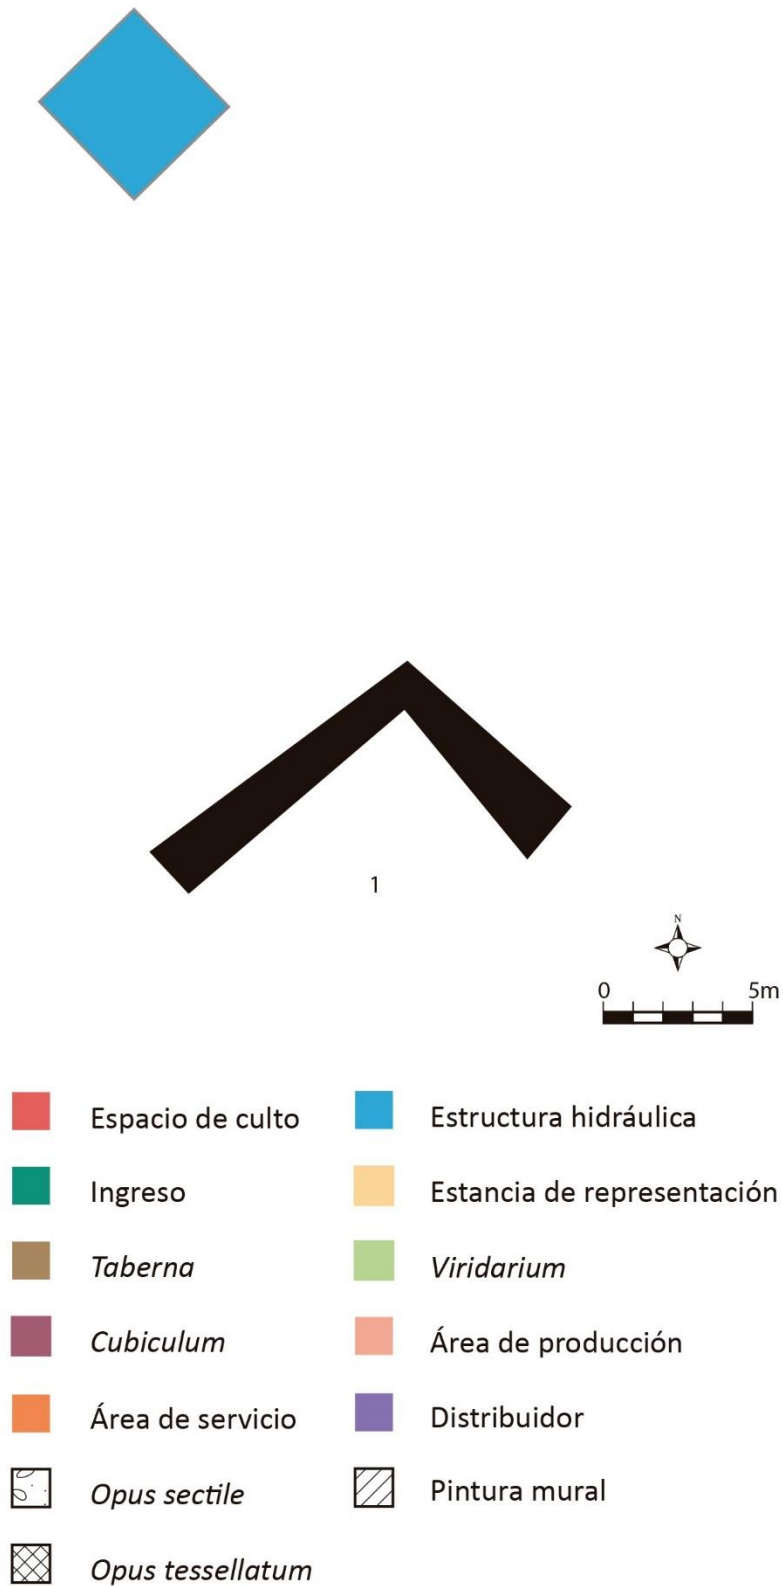 1
N
0 5m
Espacio de culto
Estructura hidráulica
Ingreso
Estancia de representación
Taberna
Viridarium
Cubiculum
Área de producción
Área de servicio
Distribuidor
Opus sectile
Pintura mural
Opus tessellatum